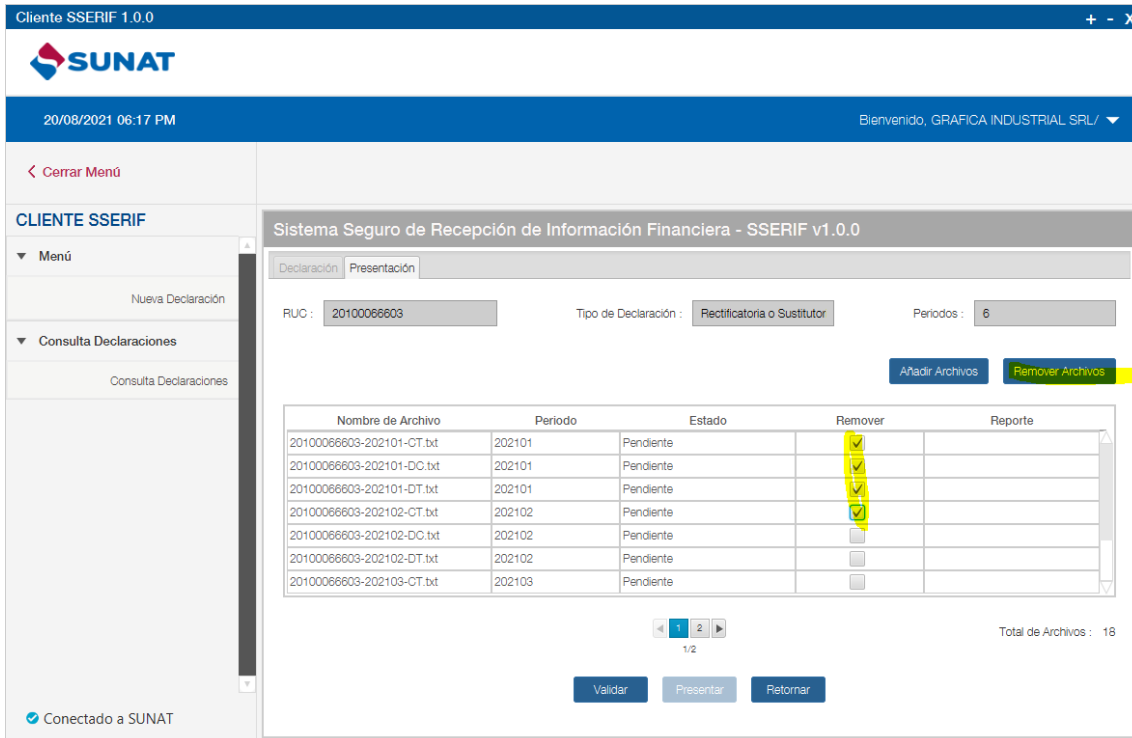 Cliente SSERIF 1.0.0 + - X
SUNAT
20/08/2021 06:17 PM Bienvenido, GRAFICA INDUSTRIAL SRL/
Cerrar Menú
CLIENTE SSERIF
Menú
Nueva Declaración
Consulta Declaraciones
Consulta Declaraciones
Conectado a SUNAT
Sistema Seguro de Recepción de Información Financiera - SSERIF v1.0.0
Declaración Presentación
RUC : 20100066603 Tipo de Declaración : Rectificatoria o Sustitutor Periodos : 6
Añadir Archivos Remover Archivos
Nombre de Archivo Periodo Estado Remover Reporte
20100066603-202101-CT.txt 202101 Pendiente
20100066603-202101-DC.txt 202101 Pendiente
20100066603-202101-DT.txt 202101 Pendiente
20100066603-202102-CT.txt 202102 Pendiente
20100066603-202102-DC.txt 202102 Pendiente
20100066603-202102-DT.txt 202102 Pendiente
20100066603-202103-CT.txt 202103 Pendiente
1 2
1/2
Total de Archivos : 18
Validar Presentar Retornar